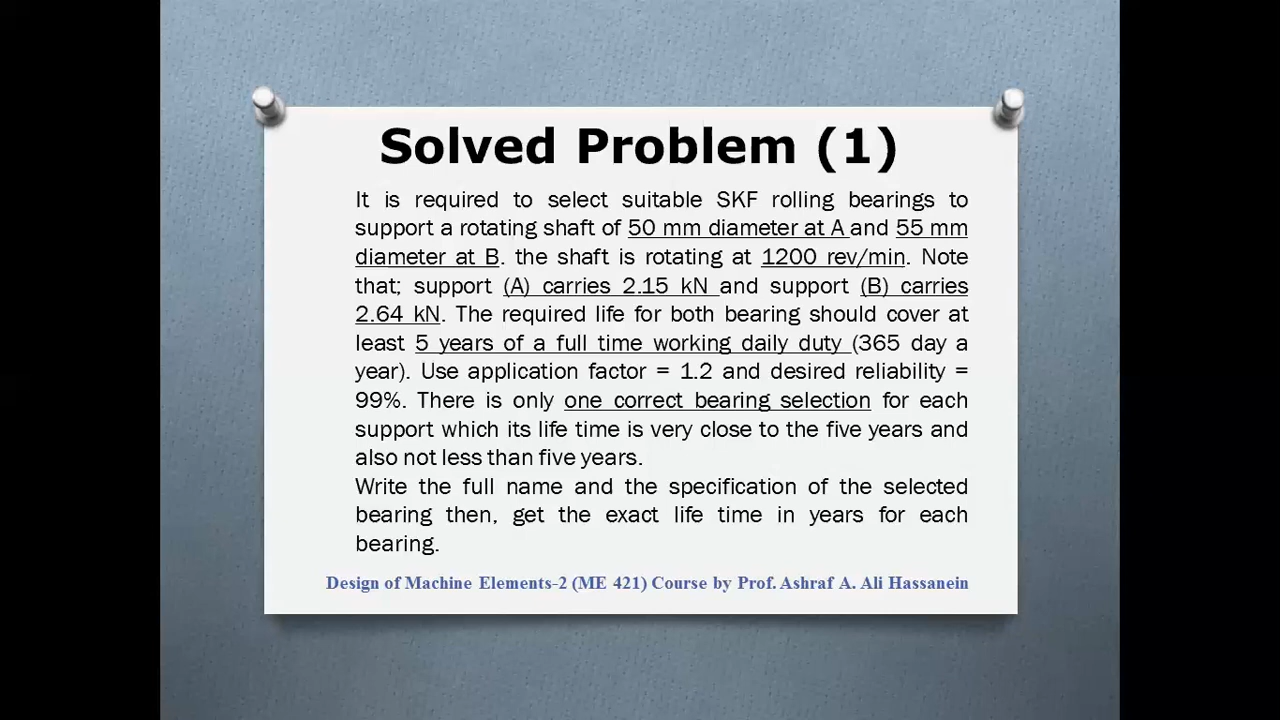 Solved Problem (1)
It is required to select suitable SKF rolling bearings to
support a rotating shaft of 50 mm diameter at A and 55 mm
diameter at B. the shaft is rotating at 1200 rev/min. Note
that; support (A) carries 2.15 kN and support (B) carries
2.64 kN. The required life for both bearing should cover at
least 5 years of a full time working daily duty (365 day a
year). Use application factor = 1.2 and desired reliability =
99%. There is only one correct bearing selection for each
support which its life time is very close to the five years and
also not less than five years.
Write the full name and the specification of the selected
bearing then, get the exact life time in years for each
bearing.
Design of Machine Elements-2 (ME 421) Course by Prof. Ashraf A. Ali Hassanein